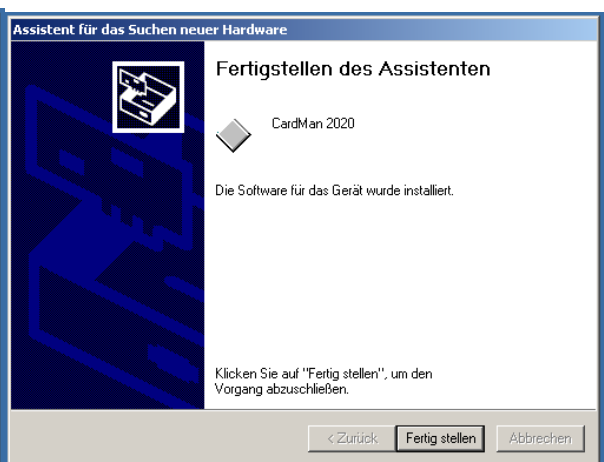 Assistent für das Suchen neuer Hardware
Fertigstellen des Assistenten
CardMan 2020
Die Software für das Gerät wurde installiert.
Klicken Sie auf "Fertig stellen", um den
Vorgang abzuschließen.
< Zurück
Fertig stellen
Abbrechen